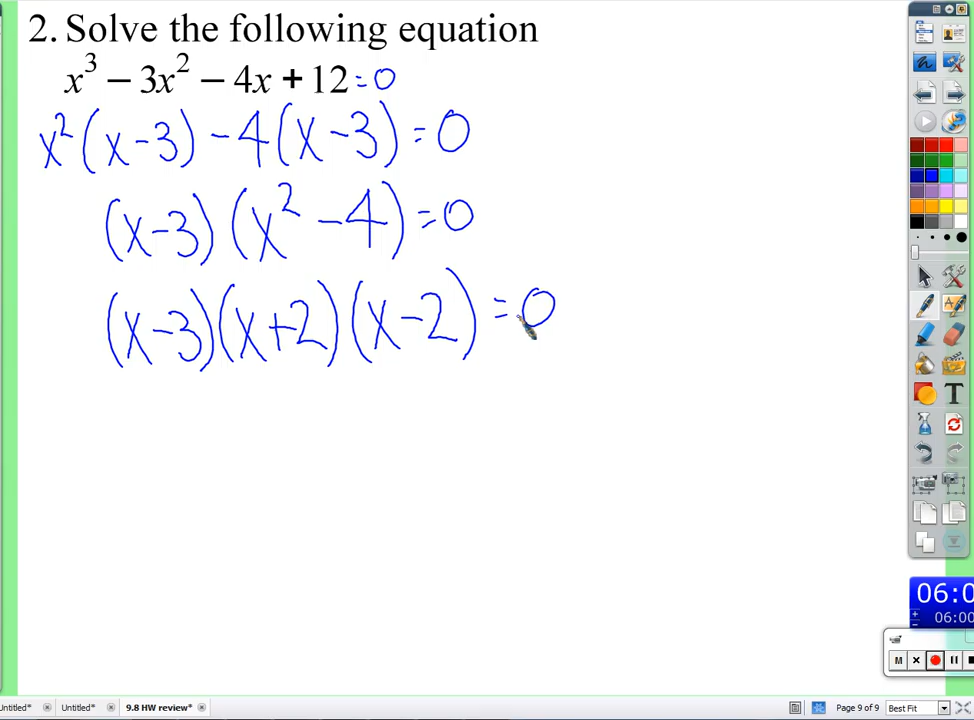 2. Solve the following equation
x³ − 3x² − 4x + 12 = 0
x²(x−3) −4(x−3) = 0
(x−3)(x²−4) = 0
(x−3)(x+2)(x−2) = 0
06:0
06:00
M
Untitled*
Untitled*
9.8 HW review*
Page 9 of 9
Best Fit